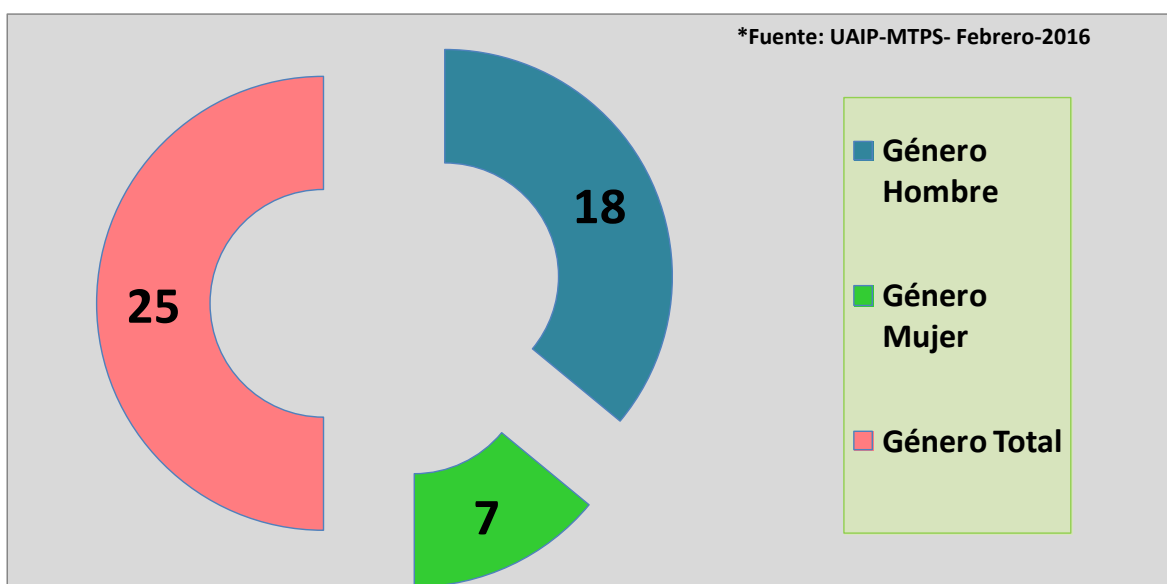 *Fuente: UAIP-MTPS- Febrero-2016
25
18
7
Género
Hombre
Género
Mujer
Género Total